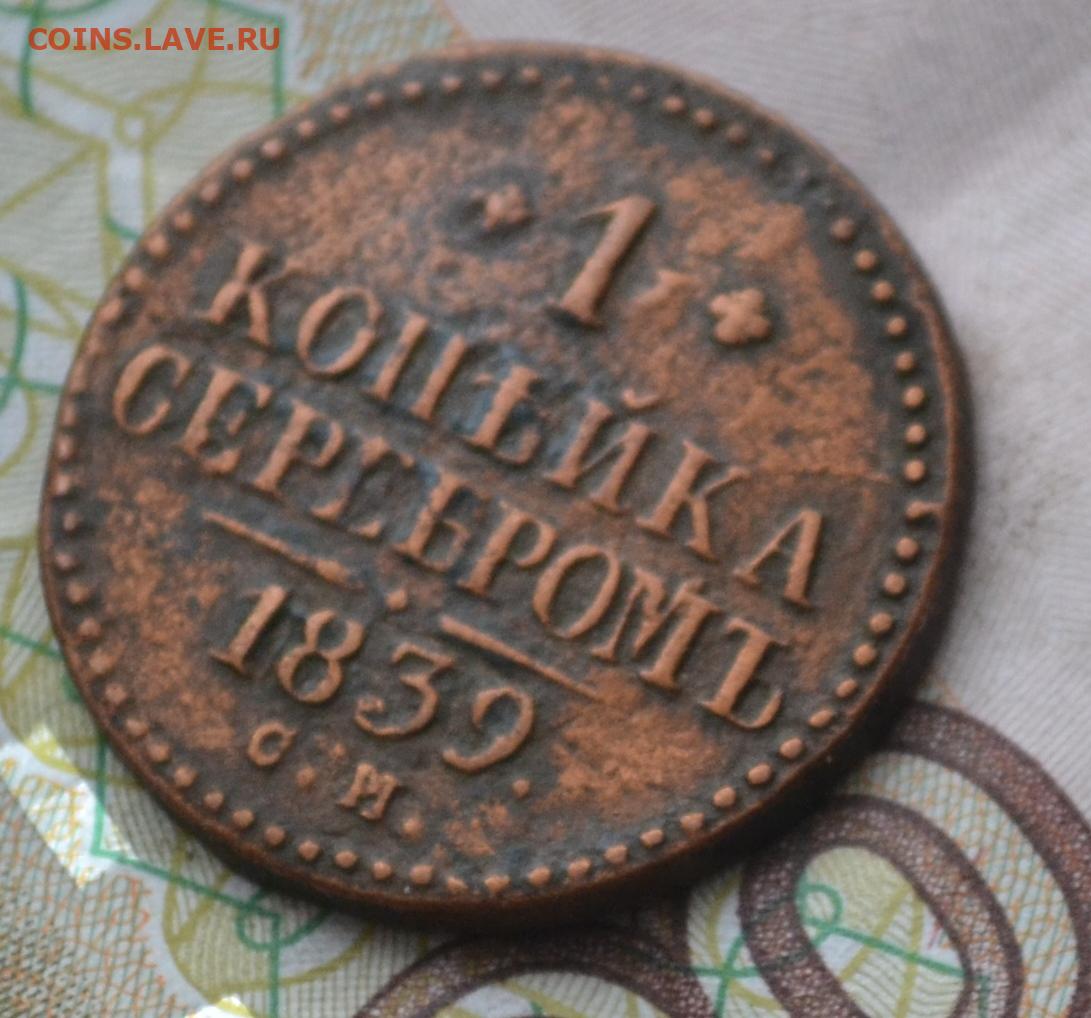 COINS.LAVE.RU
1
КОПѢЙКА
СЕРЕБРОМЪ
1839.
С. М.